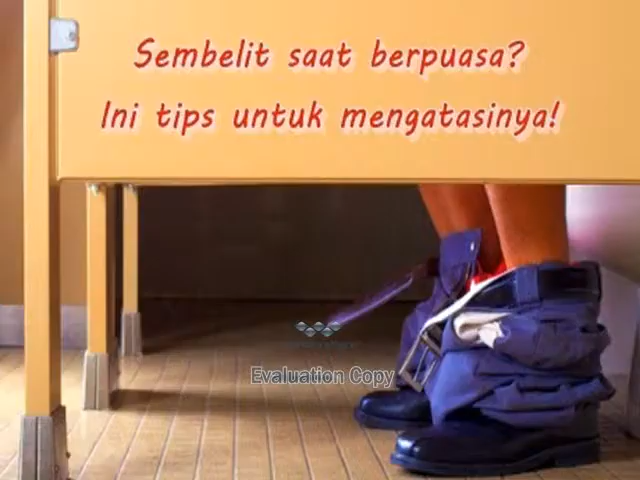 Sembelit saat berpuasa?
Ini tips untuk mengatasinya!
Evaluation Copy